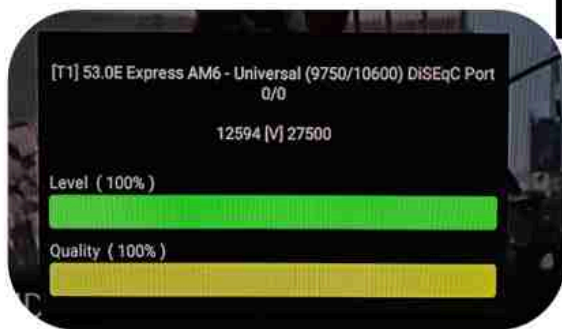 [T1] 53.0E Express AM6 - Universal (9750/10600) DiSEqC Port
0/0
12594 [V] 27500
Level ( 100% )
Quality ( 100% )